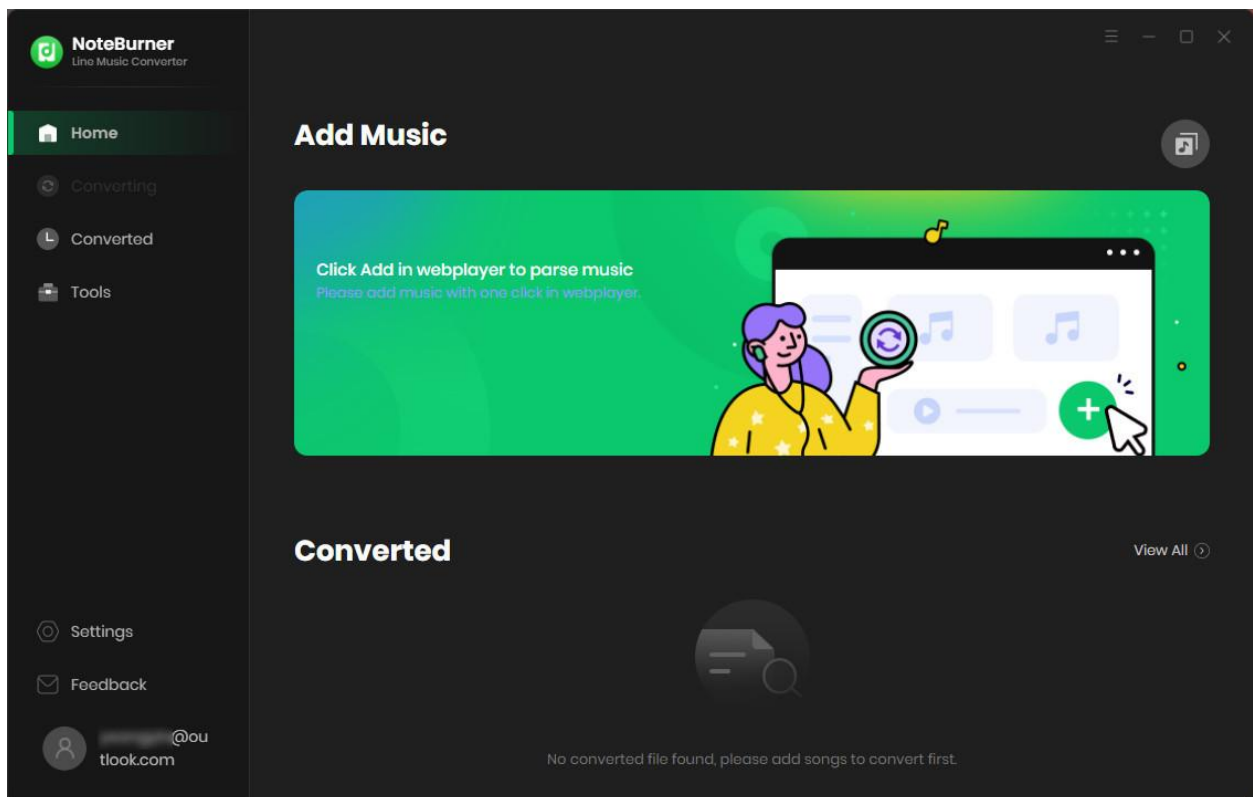 NoteBurner
Line Music Converter
Home
Converting
Converted
Tools
Settings
Feedback
@ou
tlook.com
Add Music
Click Add in webplayer to parse music
Please add music with one click in webplayer.
Converted
View All
No converted file found, please add songs to convert first.